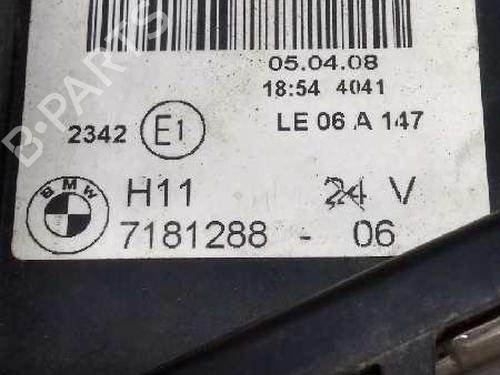 B-PARTS
05.04.08
18:54 4041
2342 E1 LE 06 A 147
BMW H11 24 V
7181288 - 06